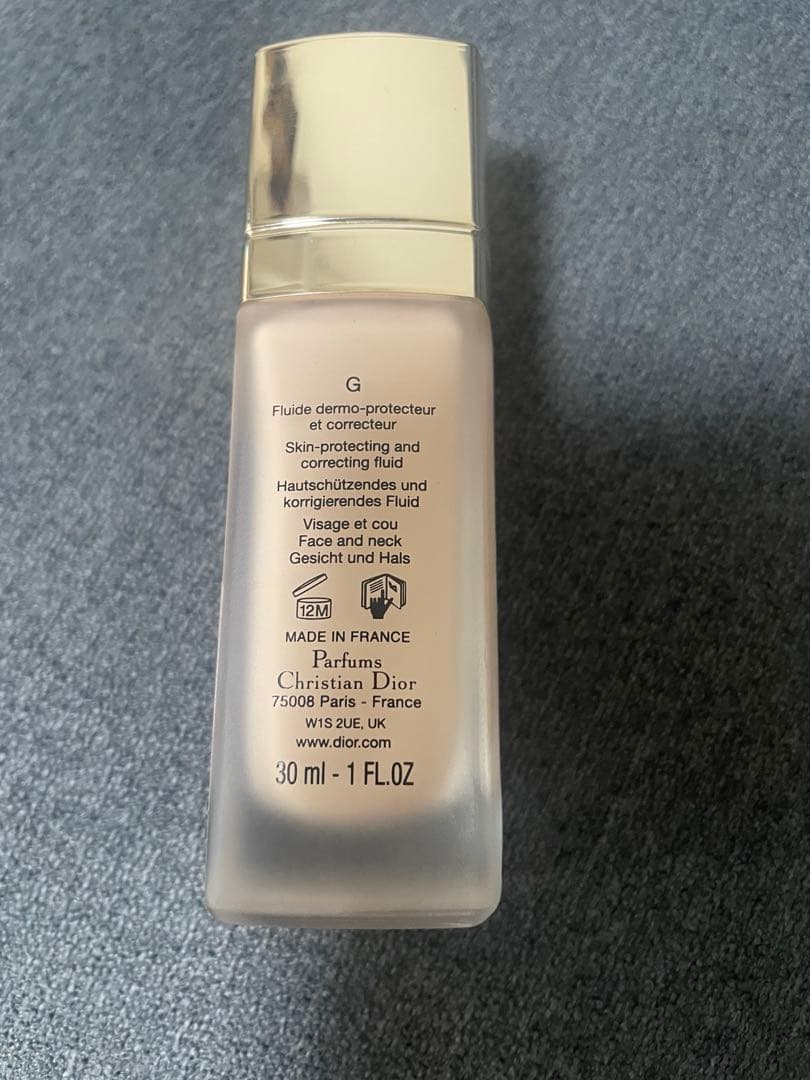 G
Fluide dermo-protecteur
et correcteur
Skin-protecting and
correcting fluid
Hautschützendes und
korrigierendes Fluid
Visage et cou
Face and neck
Gesicht und Hals
12M
MADE IN FRANCE
Parfums
Christian Dior
75008 Paris - France
W1S 2UE, UK
www.dior.com
30 ml - 1 FL.OZ